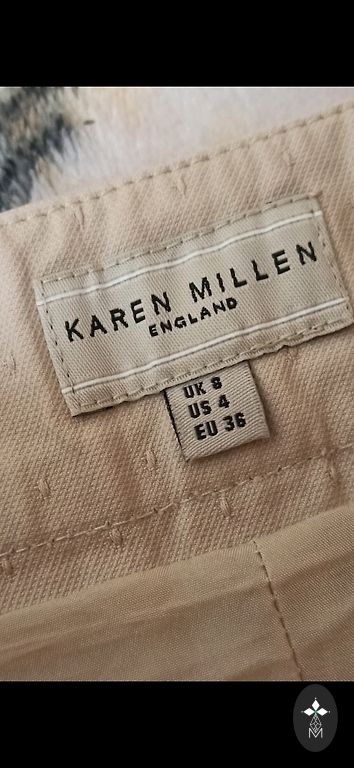 KAREN MILLEN
ENGLAND
UK 8
US 4
EU 36
M